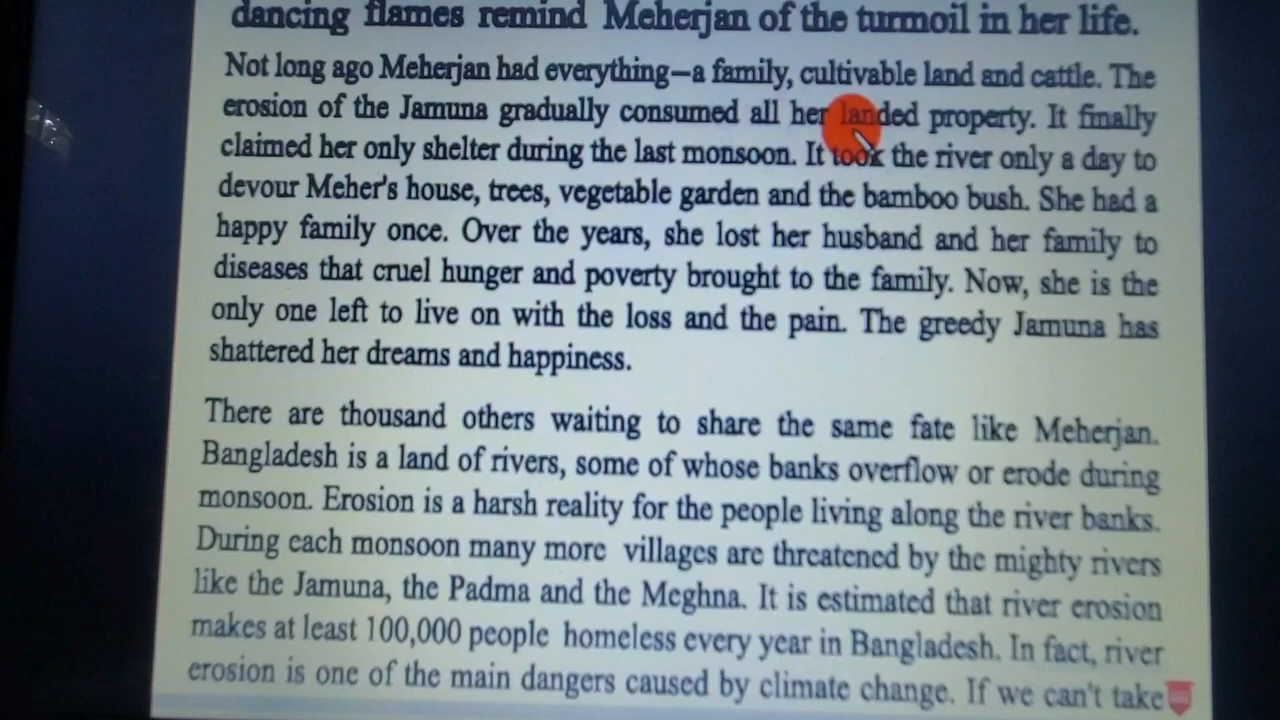 dancing flames remind Meherjan of the turmoil in her life.
Not long ago Meherjan had everything–a family, cultivable land and cattle. The
erosion of the Jamuna gradually consumed all her landed property. It finally
claimed her only shelter during the last monsoon. It took the river only a day to
devour Meher's house, trees, vegetable garden and the bamboo bush. She had a
happy family once. Over the years, she lost her husband and her family to
diseases that cruel hunger and poverty brought to the family. Now, she is the
only one left to live on with the loss and the pain. The greedy Jamuna has
shattered her dreams and happiness.
There are thousand others waiting to share the same fate like Meherjan.
Bangladesh is a land of rivers, some of whose banks overflow or erode during
monsoon. Erosion is a harsh reality for the people living along the river banks.
During each monsoon many more villages are threatened by the mighty rivers
like the Jamuna, the Padma and the Meghna. It is estimated that river erosion
makes at least 100,000 people homeless every year in Bangladesh. In fact, river
erosion is one of the main dangers caused by climate change. If we can't take